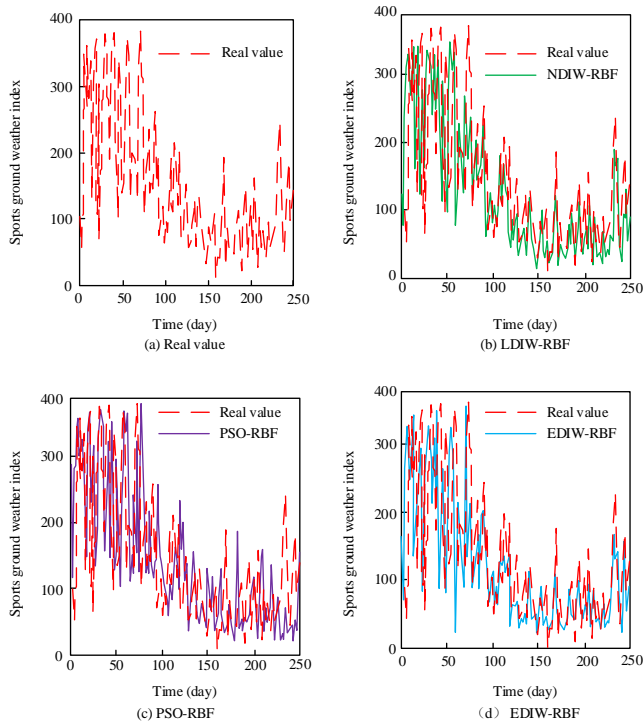 400
300
200
100
0
0 50 100 150 200 250
Sports ground weather index
Real value
Time (day)
(a) Real value
400
300
200
100
0
0 50 100 150 200 250
Sports ground weather index
Real value
NDIW-RBF
Time (day)
(b) LDIW-RBF
400
300
200
100
0
0 50 100 150 200 250
Sports ground weather index
Real value
PSO-RBF
Time (day)
(c) PSO-RBF
400
300
200
100
0
0 50 100 150 200 250
Sports ground weather index
Real value
EDIW-RBF
Time (day)
（d） EDIW-RBF